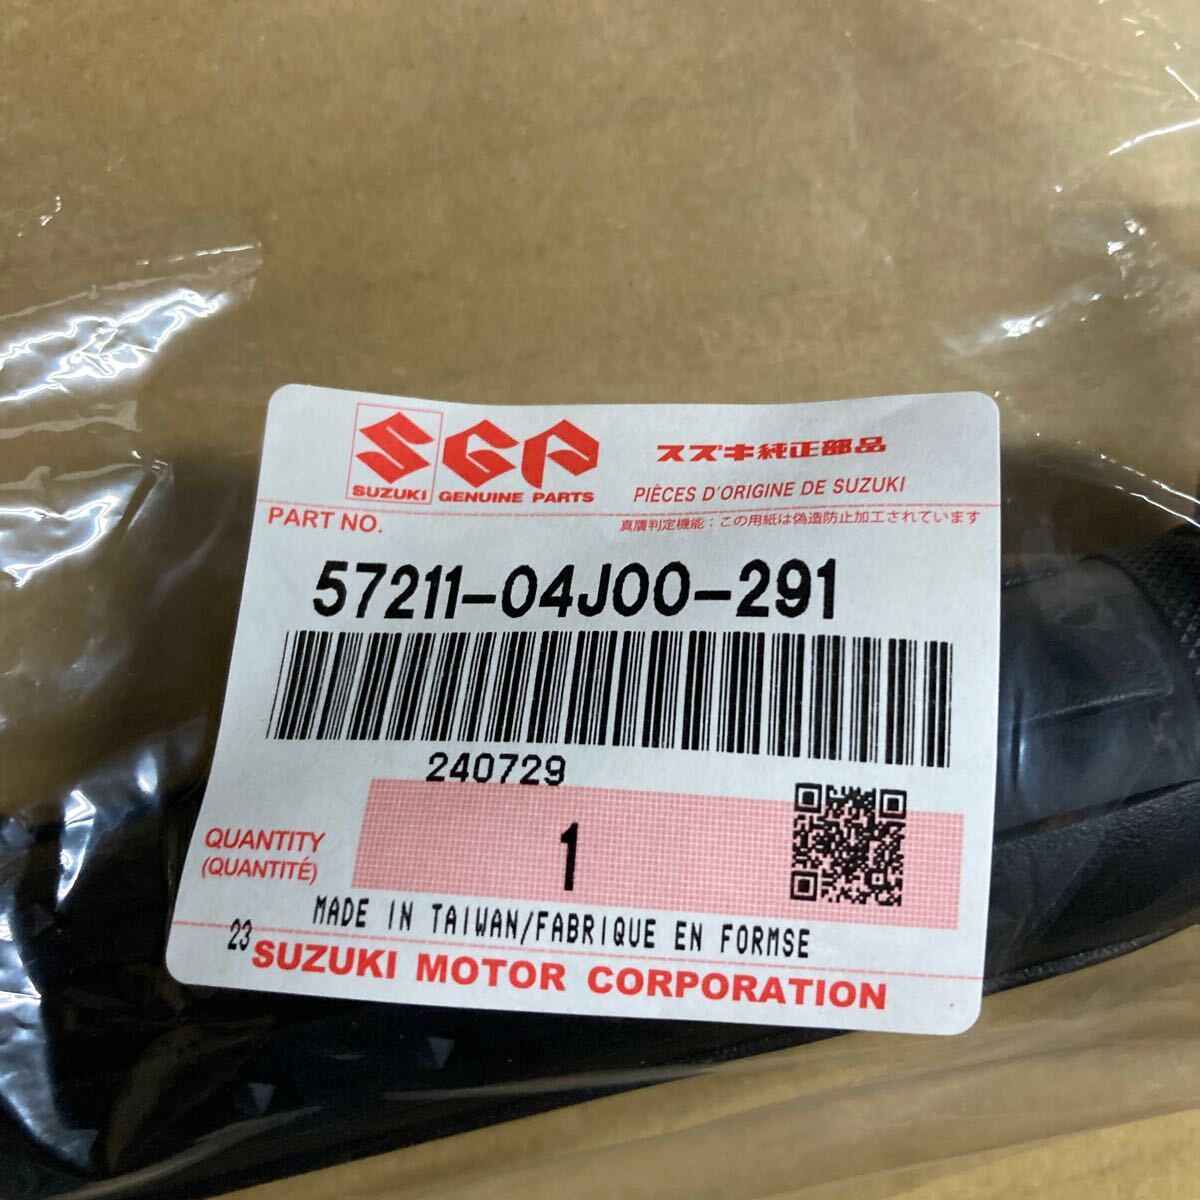 SGP スズキ純正部品
SUZUKI GENUINE PARTS PIÈCES D'ORIGINE DE SUZUKI
PART NO. 真贋判定機能：この用紙は偽造防止加工されています
57211-04J00-291
240729
QUANTITY 1
(QUANTITÉ)
MADE IN TAIWAN/FABRIQUE EN FORMSE
23 SUZUKI MOTOR CORPORATION